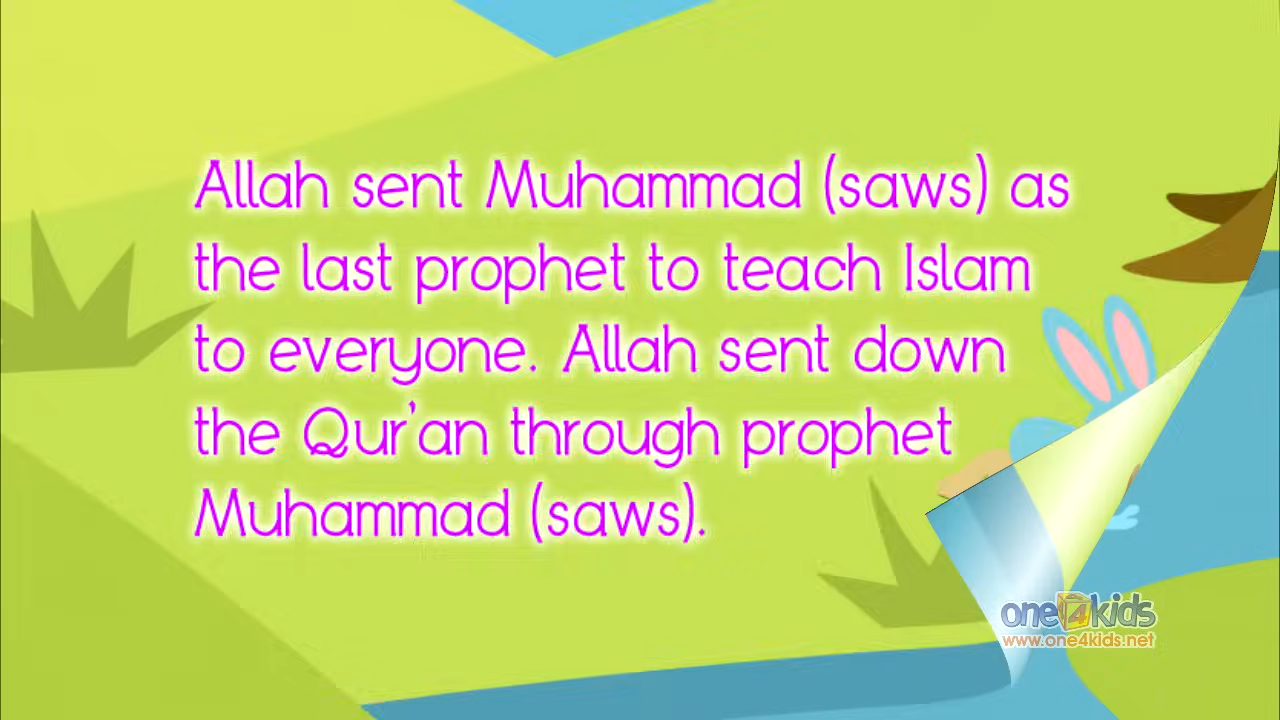 Allah sent Muhammad (saws) as
the last prophet to teach Islam
to everyone. Allah sent down
the Qur’an through prophet
Muhammad (saws).
one4kids
www.one4kids.net